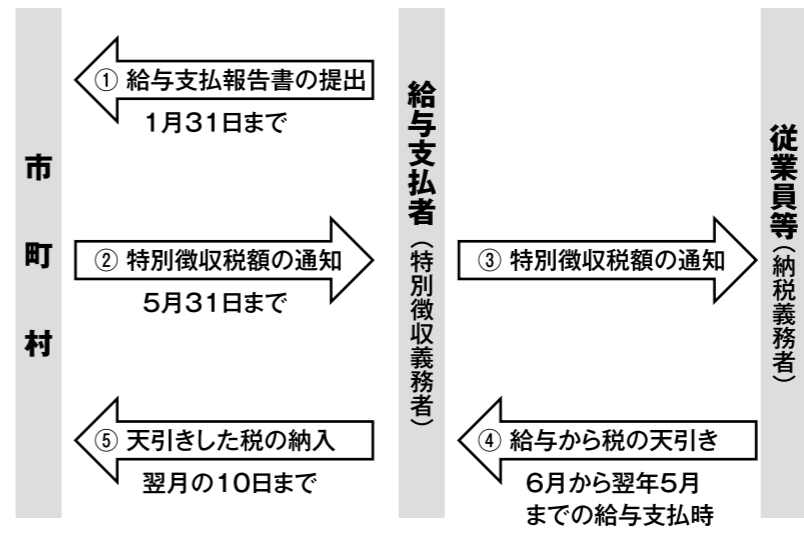 市町村
① 給与支払報告書の提出
1月31日まで
② 特別徴収税額の通知
5月31日まで
⑤ 天引きした税の納入
翌月の10日まで
給与支払者（特別徴収義務者）
③ 特別徴収税額の通知
④ 給与から税の天引き
6月から翌年5月
までの給与支払時
従業員等（納税義務者）